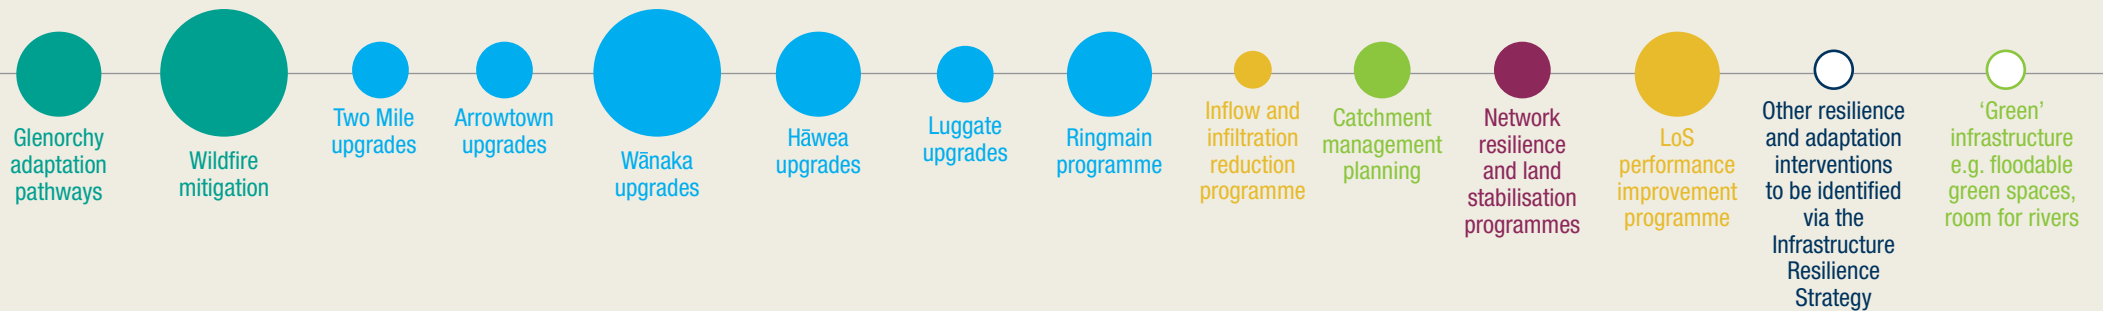 Glenorchy
adaptation
pathways
Wildfire
mitigation
Two Mile
upgrades
Arrowtown
upgrades
Wānaka
upgrades
Hāwea
upgrades
Luggate
upgrades
Ringmain
programme
Inflow and
infiltration
reduction
programme
Catchment
management
planning
Network
resilience
and land
stabilisation
programmes
LoS
performance
improvement
programme
Other resilience
and adaptation
interventions
to be identified
via the
Infrastructure
Resilience
Strategy
‘Green’
infrastructure
e.g. floodable
green spaces,
room for rivers